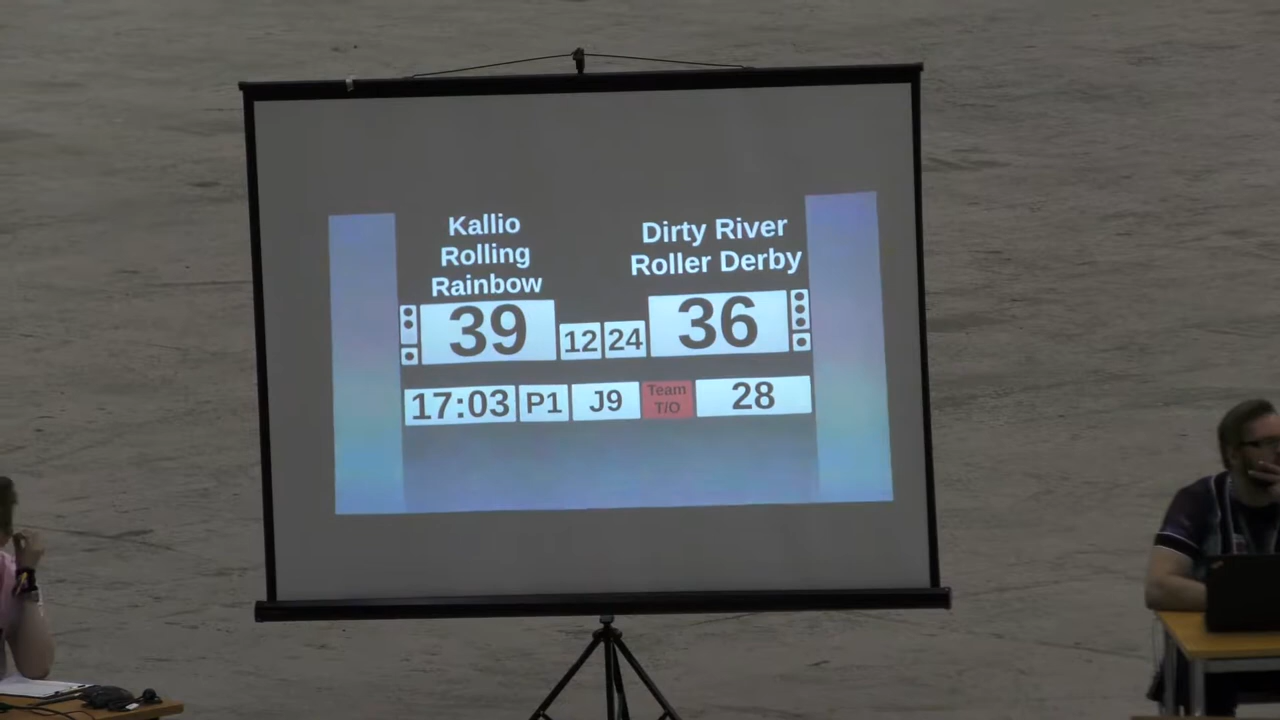 Kallio
Rolling
Rainbow
Dirty River
Roller Derby
39
12
24
36
17:03
P1
J9
Team
T/O
28